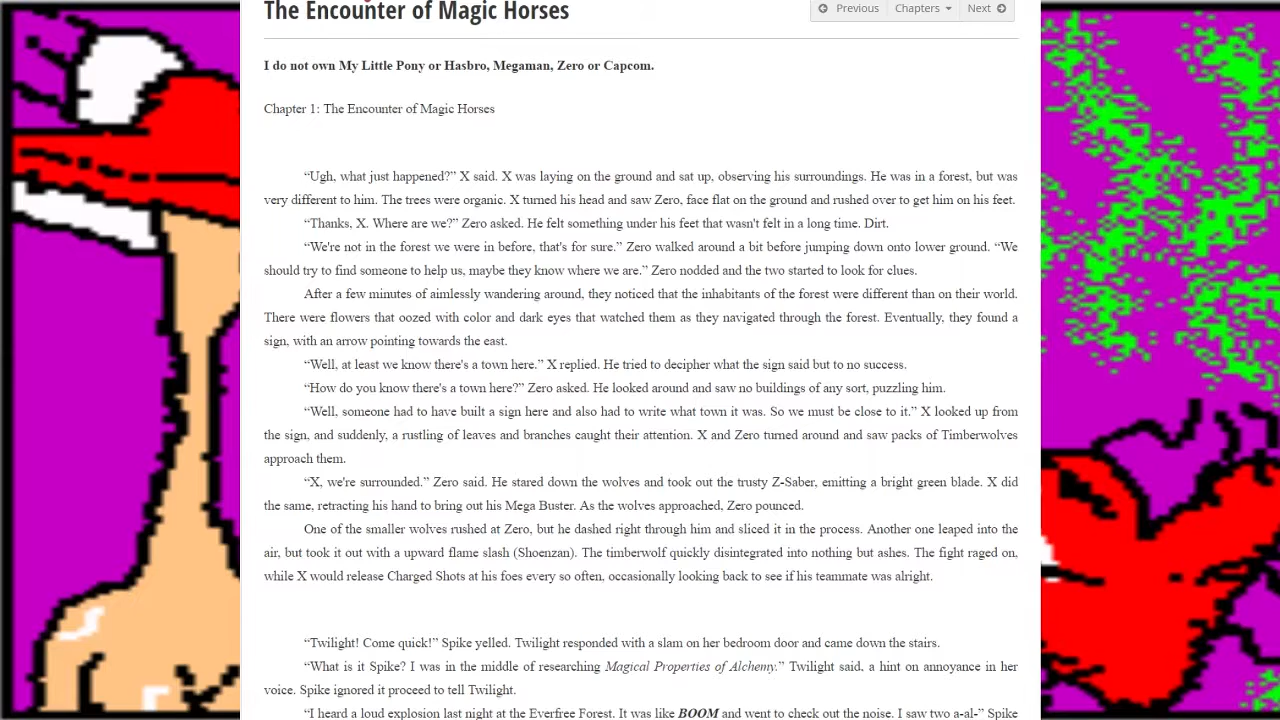 The Encounter of Magic Horses
Previous Chapters Next
I do not own My Little Pony or Hasbro, Megaman, Zero or Capcom.
Chapter 1: The Encounter of Magic Horses
“Ugh, what just happened?” X said. X was laying on the ground and sat up, observing his surroundings. He was in a forest, but was
very different to him. The trees were organic. X turned his head and saw Zero, face flat on the ground and rushed over to get him on his feet.
“Thanks, X. Where are we?” Zero asked. He felt something under his feet that wasn't felt in a long time. Dirt.
“We're not in the forest we were in before, that's for sure.” Zero walked around a bit before jumping down onto lower ground. “We
should try to find someone to help us, maybe they know where we are.” Zero nodded and the two started to look for clues.
After a few minutes of aimlessly wandering around, they noticed that the inhabitants of the forest were different than on their world.
There were flowers that oozed with color and dark eyes that watched them as they navigated through the forest. Eventually, they found a
sign, with an arrow pointing towards the east.
“Well, at least we know there's a town here.” X replied. He tried to decipher what the sign said but to no success.
“How do you know there's a town here?” Zero asked. He looked around and saw no buildings of any sort, puzzling him.
“Well, someone had to have built a sign here and also had to write what town it was. So we must be close to it.” X looked up from
the sign, and suddenly, a rustling of leaves and branches caught their attention. X and Zero turned around and saw packs of Timberwolves
approach them.
“X, we're surrounded.” Zero said. He stared down the wolves and took out the trusty Z-Saber, emitting a bright green blade. X did
the same, retracting his hand to bring out his Mega Buster. As the wolves approached, Zero pounced.
One of the smaller wolves rushed at Zero, but he dashed right through him and sliced it in the process. Another one leaped into the
air, but took it out with a upward flame slash (Shoenzan). The timberwolf quickly disintegrated into nothing but ashes. The fight raged on,
while X would release Charged Shots at his foes every so often, occasionally looking back to see if his teammate was alright.
“Twilight! Come quick!” Spike yelled. Twilight responded with a slam on her bedroom door and came down the stairs.
“What is it Spike? I was in the middle of researching Magical Properties of Alchemy.” Twilight said, a hint on annoyance in her
voice. Spike ignored it proceed to tell Twilight.
“I heard a loud explosion last night at the Everfree Forest. It was like BOOM and went to check out the noise. I saw two a-al-” Spike